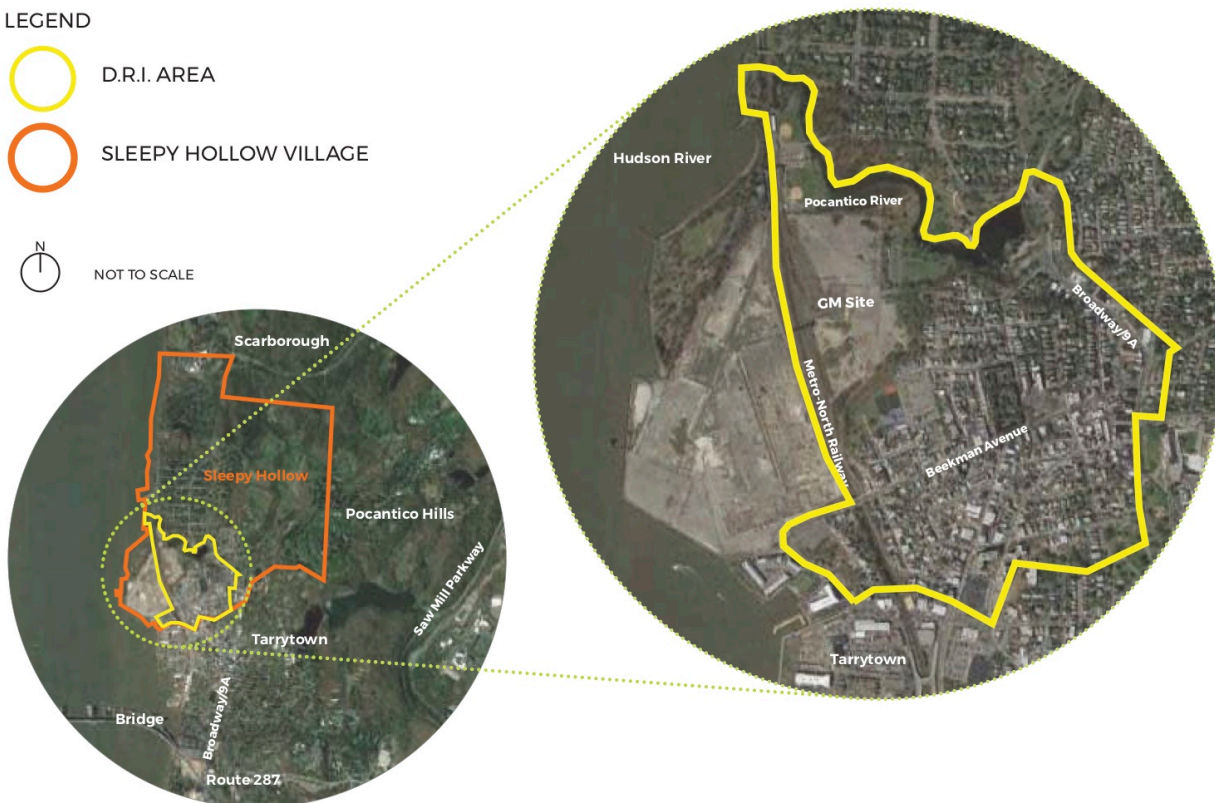 LEGEND
D.R.I. AREA
SLEEPY HOLLOW VILLAGE
N
NOT TO SCALE
Scarborough
Sleepy Hollow
Pocantico Hills
Saw Mill Parkway
Tarrytown
Broadway/9A
Bridge
Route 287
Hudson River
Pocantico River
GM Site
Broadway/9A
Metro-North Railway
Beekman Avenue
Tarrytown